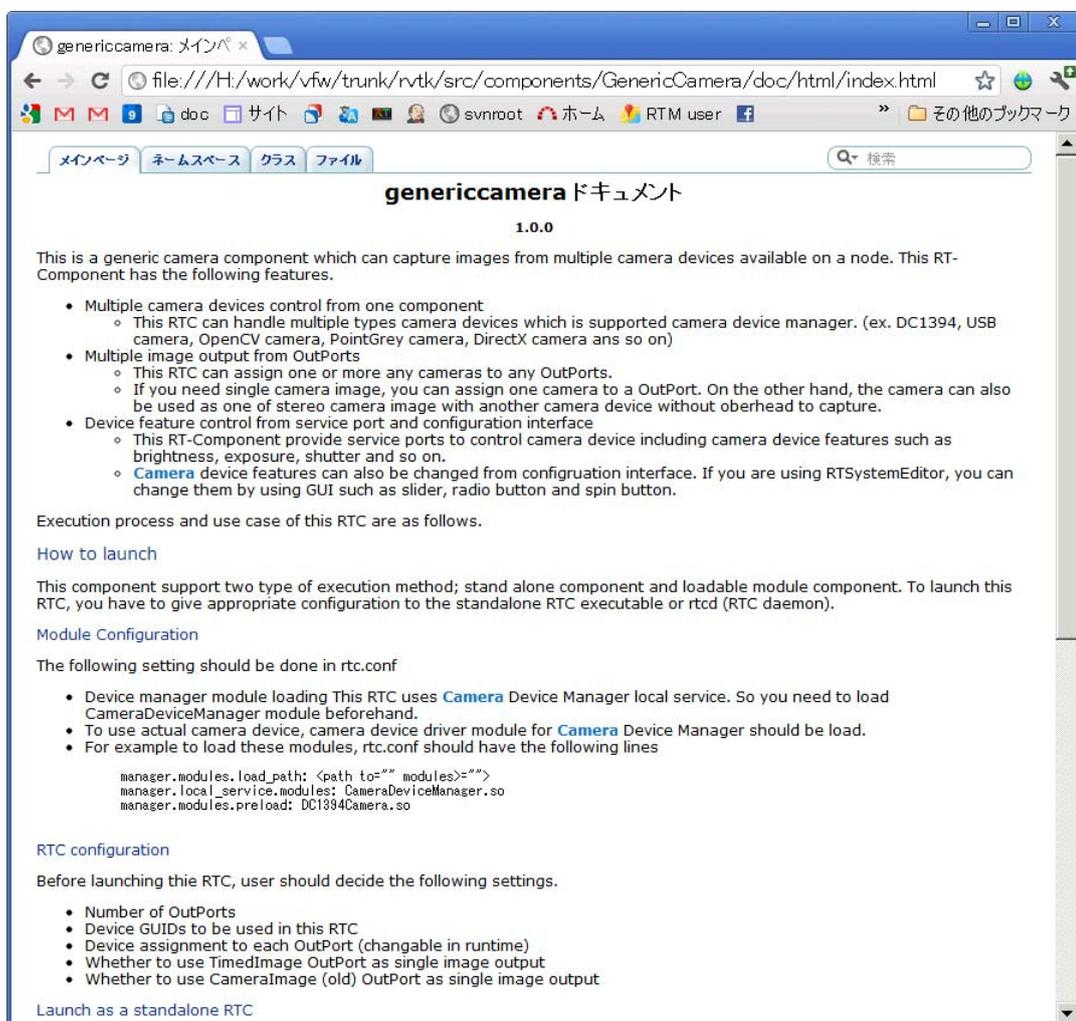 genericcamera: メインペ ×
file:///H:/work/vfw/trunk/rvtk/src/components/GenericCamera/doc/html/index.html
9 doc サイト svnroot ホーム RTM user » その他のブックマーク
メインページ ネームスペース クラス ファイル 検索
genericcameraドキュメント
1.0.0
This is a generic camera component which can capture images from multiple camera devices available on a node. This RT-
Component has the following features.
• Multiple camera devices control from one component
◦ This RTC can handle multiple types camera devices which is supported camera device manager. (ex. DC1394, USB
camera, OpenCV camera, PointGrey camera, DirectX camera ans so on)
• Multiple image output from OutPorts
◦ This RTC can assign one or more any cameras to any OutPorts.
◦ If you need single camera image, you can assign one camera to a OutPort. On the other hand, the camera can also
be used as one of stereo camera image with another camera device without oberhead to capture.
• Device feature control from service port and configuration interface
◦ This RT-Component provide service ports to control camera device including camera device features such as
brightness, exposure, shutter and so on.
◦ Camera device features can also be changed from configruation interface. If you are using RTSystemEditor, you can
change them by using GUI such as slider, radio button and spin button.
Execution process and use case of this RTC are as follows.
How to launch
This component support two type of execution method; stand alone component and loadable module component. To launch this
RTC, you have to give appropriate configuration to the standalone RTC executable or rtcd (RTC daemon).
Module Configuration
The following setting should be done in rtc.conf
• Device manager module loading This RTC uses Camera Device Manager local service. So you need to load
CameraDeviceManager module beforehand.
• To use actual camera device, camera device driver module for Camera Device Manager should be load.
• For example to load these modules, rtc.conf should have the following lines
manager.modules.load_path: <path to="" modules>="">
manager.local_service.modules: CameraDeviceManager.so
manager.modules.preload: DC1394Camera.so
RTC configuration
Before launching thie RTC, user should decide the following settings.
• Number of OutPorts
• Device GUIDs to be used in this RTC
• Device assignment to each OutPort (changable in runtime)
• Whether to use TimedImage OutPort as single image output
• Whether to use CameraImage (old) OutPort as single image output
Launch as a standalone RTC